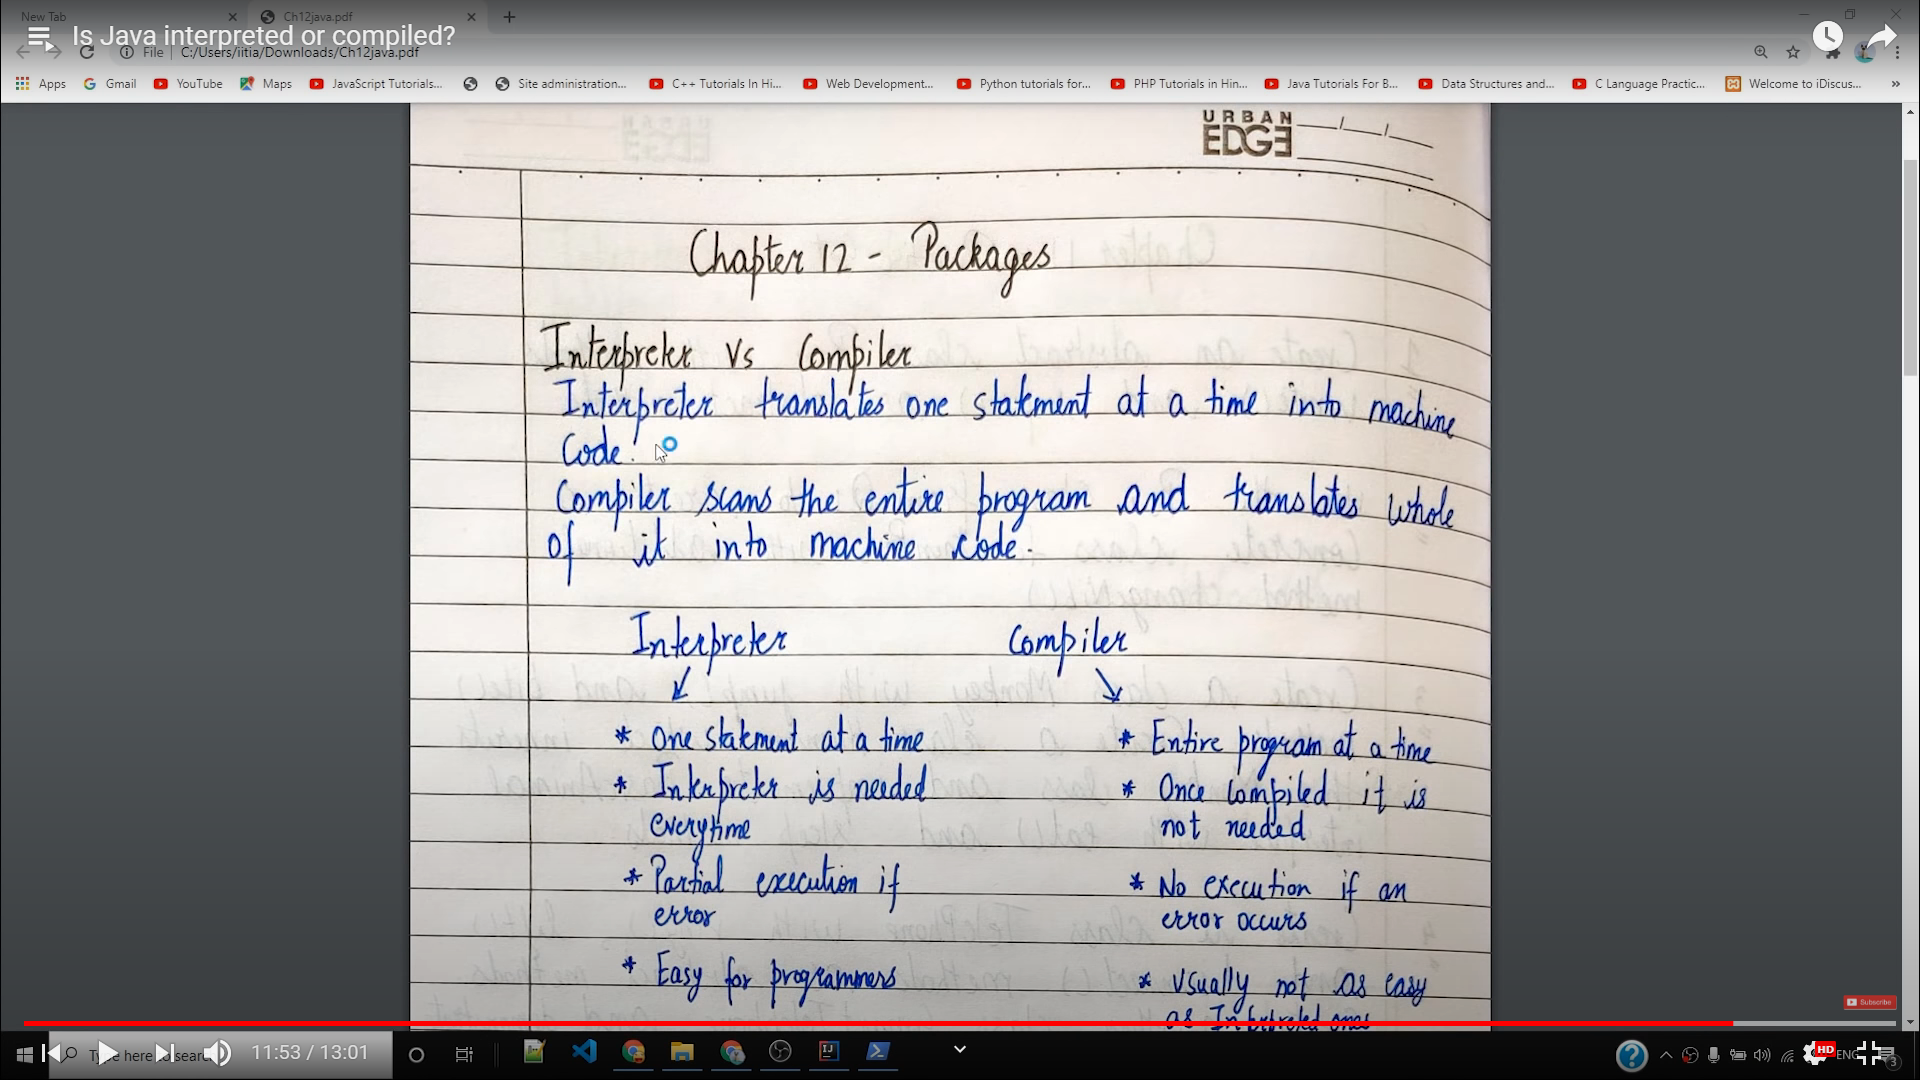 New Tab
Ch12java.pdf
Is Java interpreted or compiled?
File
C:/Users/iitia/Downloads/Ch12java.pdf
Apps
Gmail
YouTube
Maps
JavaScript Tutorials...
Site administration...
C++ Tutorials In Hi...
Web Development...
Python tutorials for...
PHP Tutorials in Hin...
Java Tutorials For B...
Data Structures and...
C Language Practic...
Welcome to iDiscus...
URBAN
EDGE
Chapter 12 - Packages
Interpreter Vs Compiler
Interpreter translates one statement at a time into machine
Code.
Compiler scans the entire program and translates whole
of it into machine code.
Interpreter Compiler
* One statement at a time
* Interpreter is needed
everytime
* Partial execution if
error
* Easy for programmers
* Entire program at a time
* Once compiled it is
not needed
* No execution if an
error occurs
* Usually not as easy
as Interpreted ones
Subscribe
Type here to search
11:53 / 13:01
HD
ENG
3